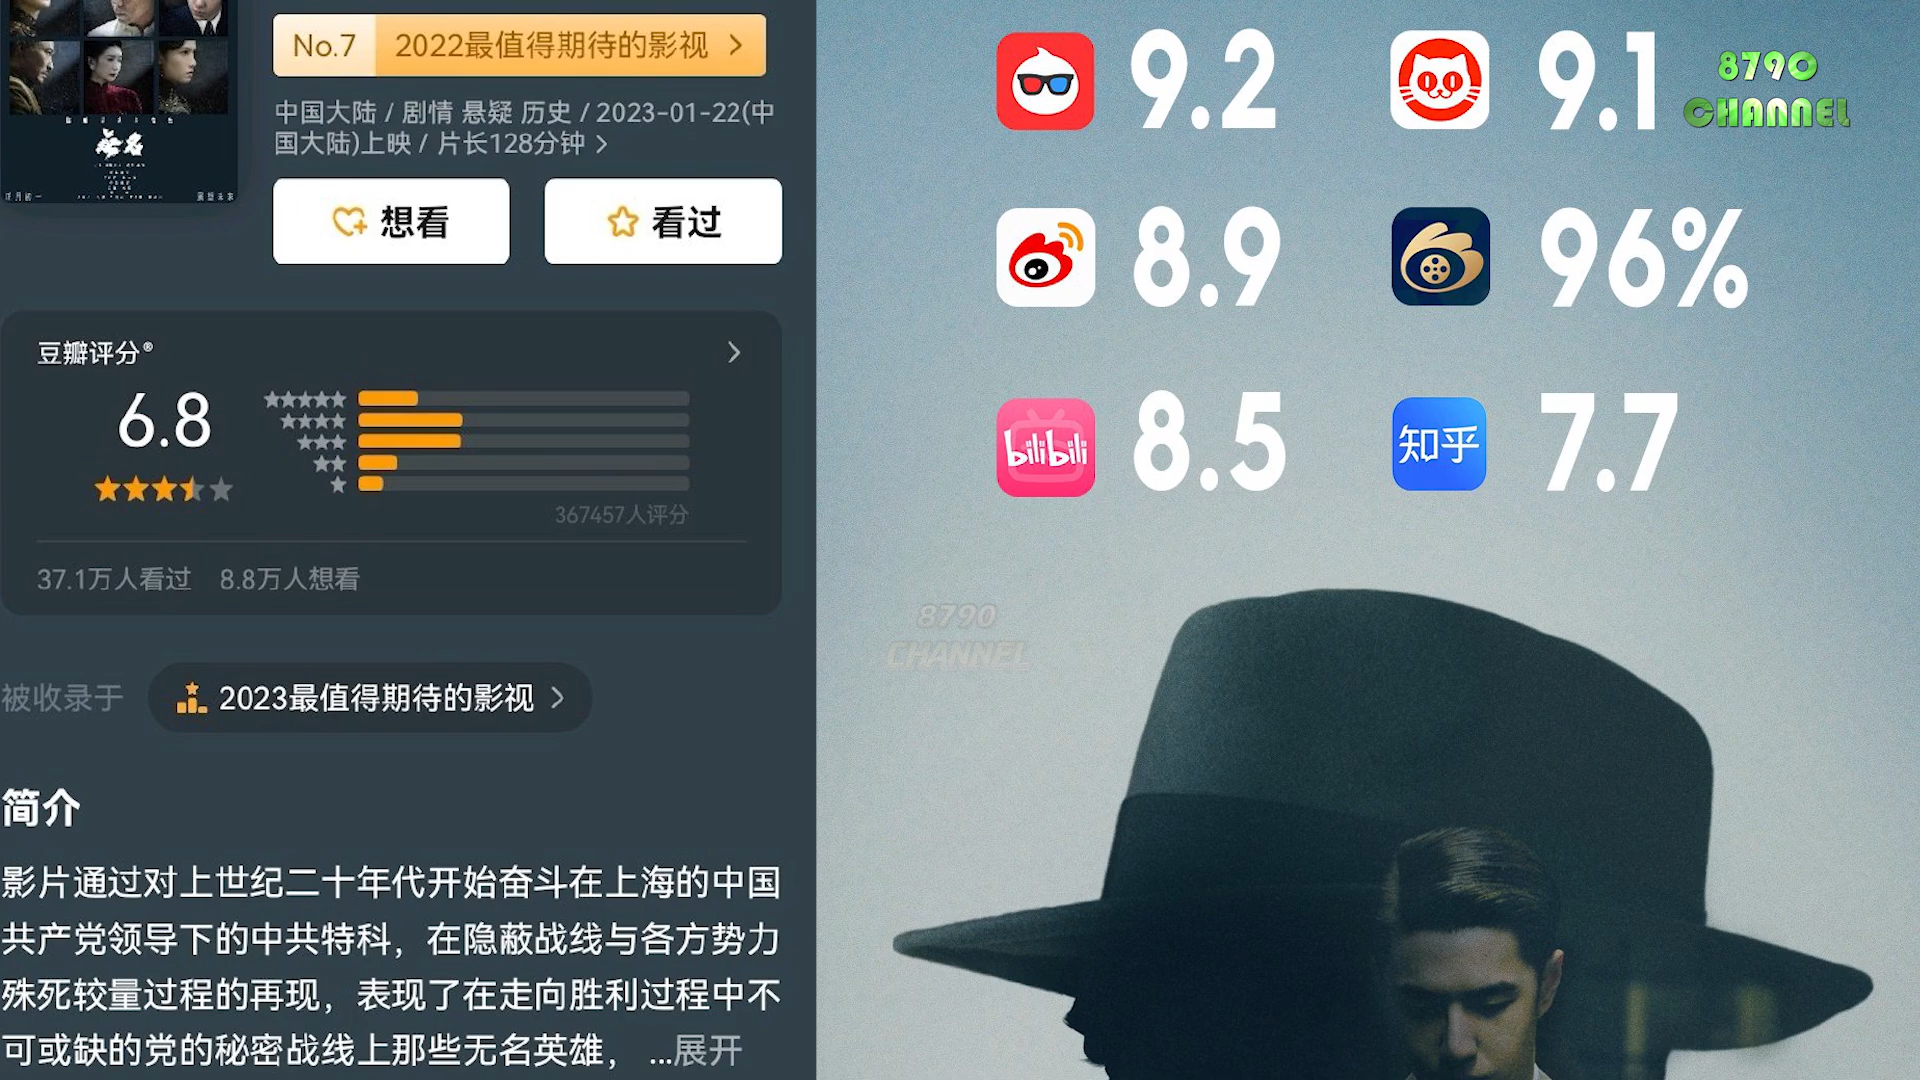 無名
No.7
2022最值得期待的影视
中国大陆 / 剧情 悬疑 历史 / 2023-01-22(中
国大陆)上映 / 片长128分钟
想看
看过
豆瓣评分®
6.8
367457人评分
37.1万人看过
8.8万人想看
被收录于
2023最值得期待的影视
简介
影片通过对上世纪二十年代开始奋斗在上海的中国
共产党领导下的中共特科，在隐蔽战线与各方势力
殊死较量过程的再现，表现了在走向胜利过程中不
可或缺的党的秘密战线上那些无名英雄， ...展开
9.2
9.1
8790
CHANNEL
8.9
96%
bilibili
8.5
知乎
7.7
8790
CHANNEL